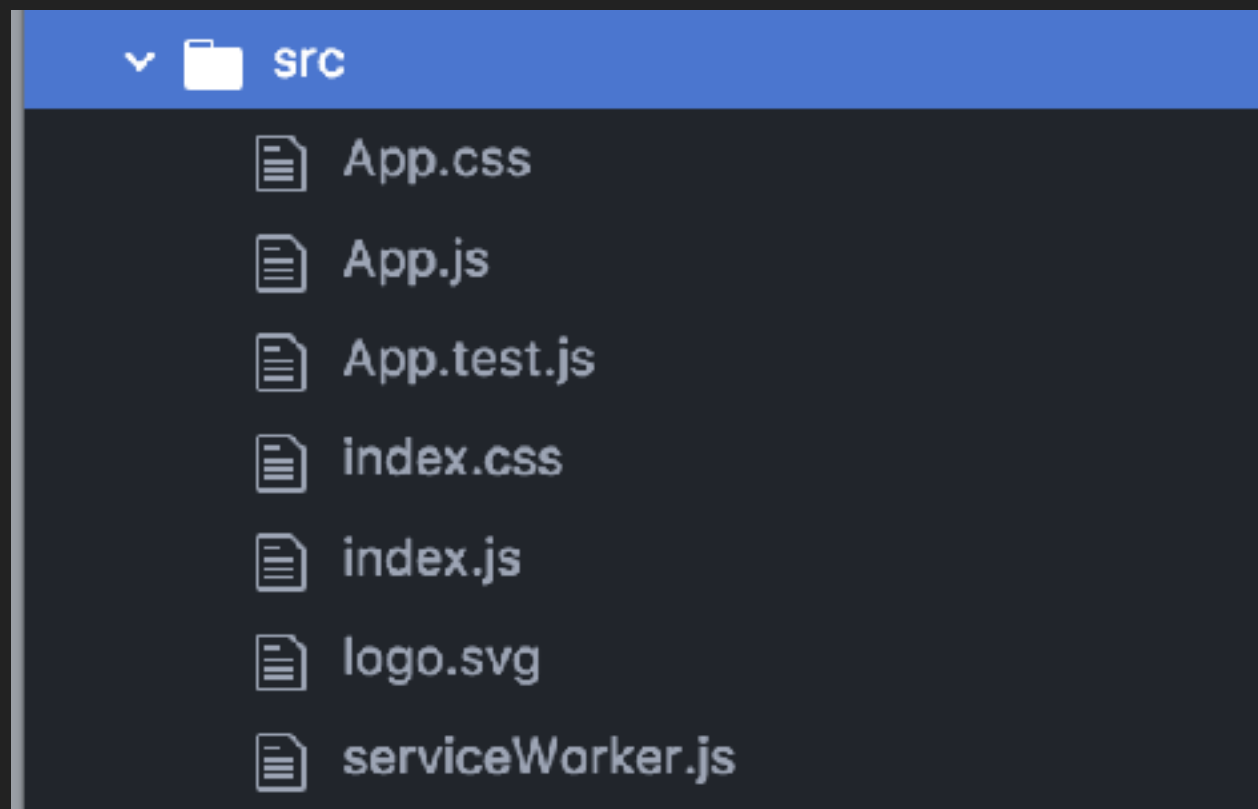 src
App.css
App.js
App.test.js
index.css
index.js
logo.svg
serviceWorker.js